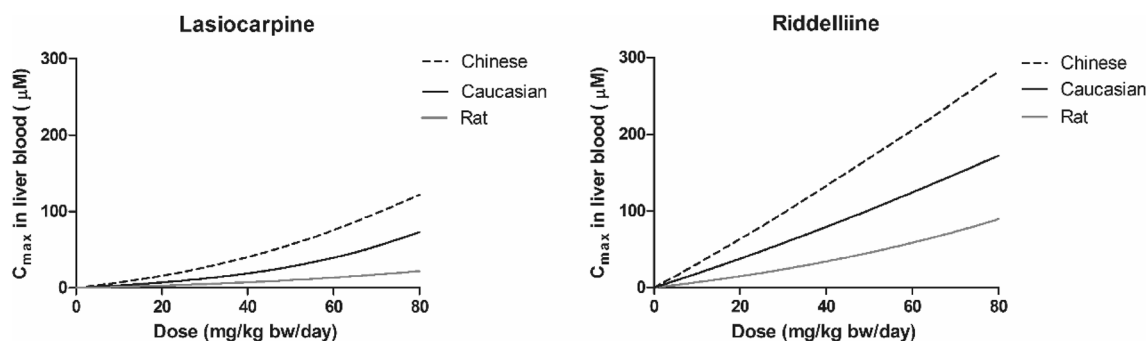 Lasiocarpine
300
200
100
0
C_max in liver blood ( μM)
0 20 40 60 80
Dose (mg/kg bw/day)
Chinese
Caucasian
Rat
Riddelliine
300
200
100
0
C_max in liver blood ( μM)
0 20 40 60 80
Dose (mg/kg bw/day)
Chinese
Caucasian
Rat